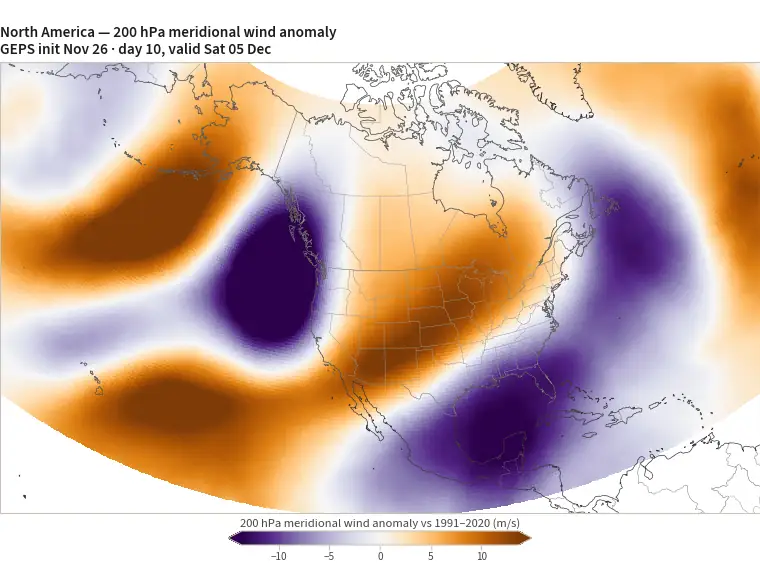 North America — 200 hPa meridional wind anomaly
GEPS init Nov 26 · day 10, valid Sat 05 Dec
200 hPa meridional wind anomaly vs 1991–2020 (m/s)
−10 −5 0 5 10